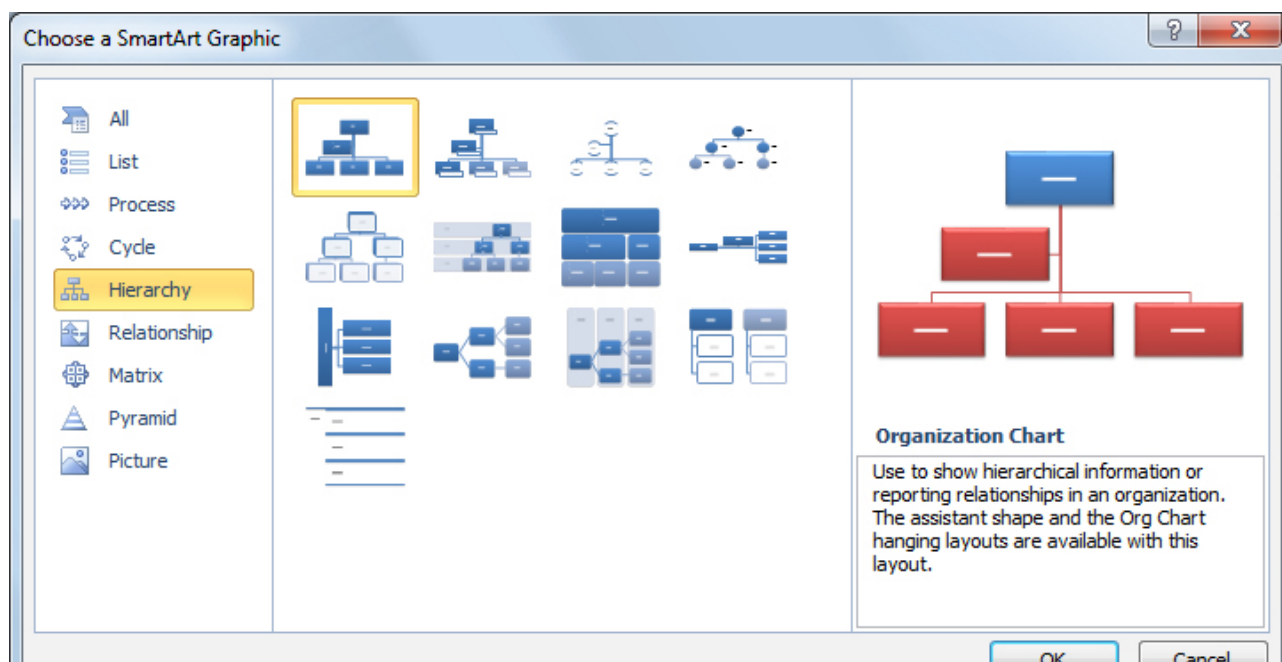 Choose a SmartArt Graphic
?
X
All
List
Process
Cycle
Hierarchy
Relationship
Matrix
Pyramid
Picture
Organization Chart
Use to show hierarchical information or
reporting relationships in an organization.
The assistant shape and the Org Chart
hanging layouts are available with this
layout.
OK
Cancel